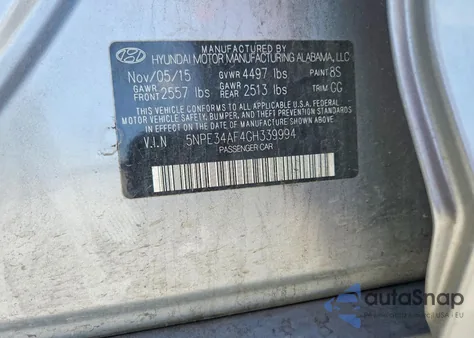 MANUFACTURED BY
HYUNDAI MOTOR MANUFACTURING ALABAMA, LLC
Nov/05/15 GVWR 4497 lbs PAINT 8S
GAWR FRONT 2557 lbs GAWR REAR 2513 lbs TRIM GG
THIS VEHICLE CONFORMS TO ALL APPLICABLE U.S.A. FEDERAL
MOTOR VEHICLE SAFETY, BUMPER, AND THEFT PREVENTION
STANDARDS IN EFFECT ON THE DATE OF MANUFACTURE SHOWN ABOVE.
V.I.N 5NPE34AF4GH339994
PASSENGER CAR
autoSnap